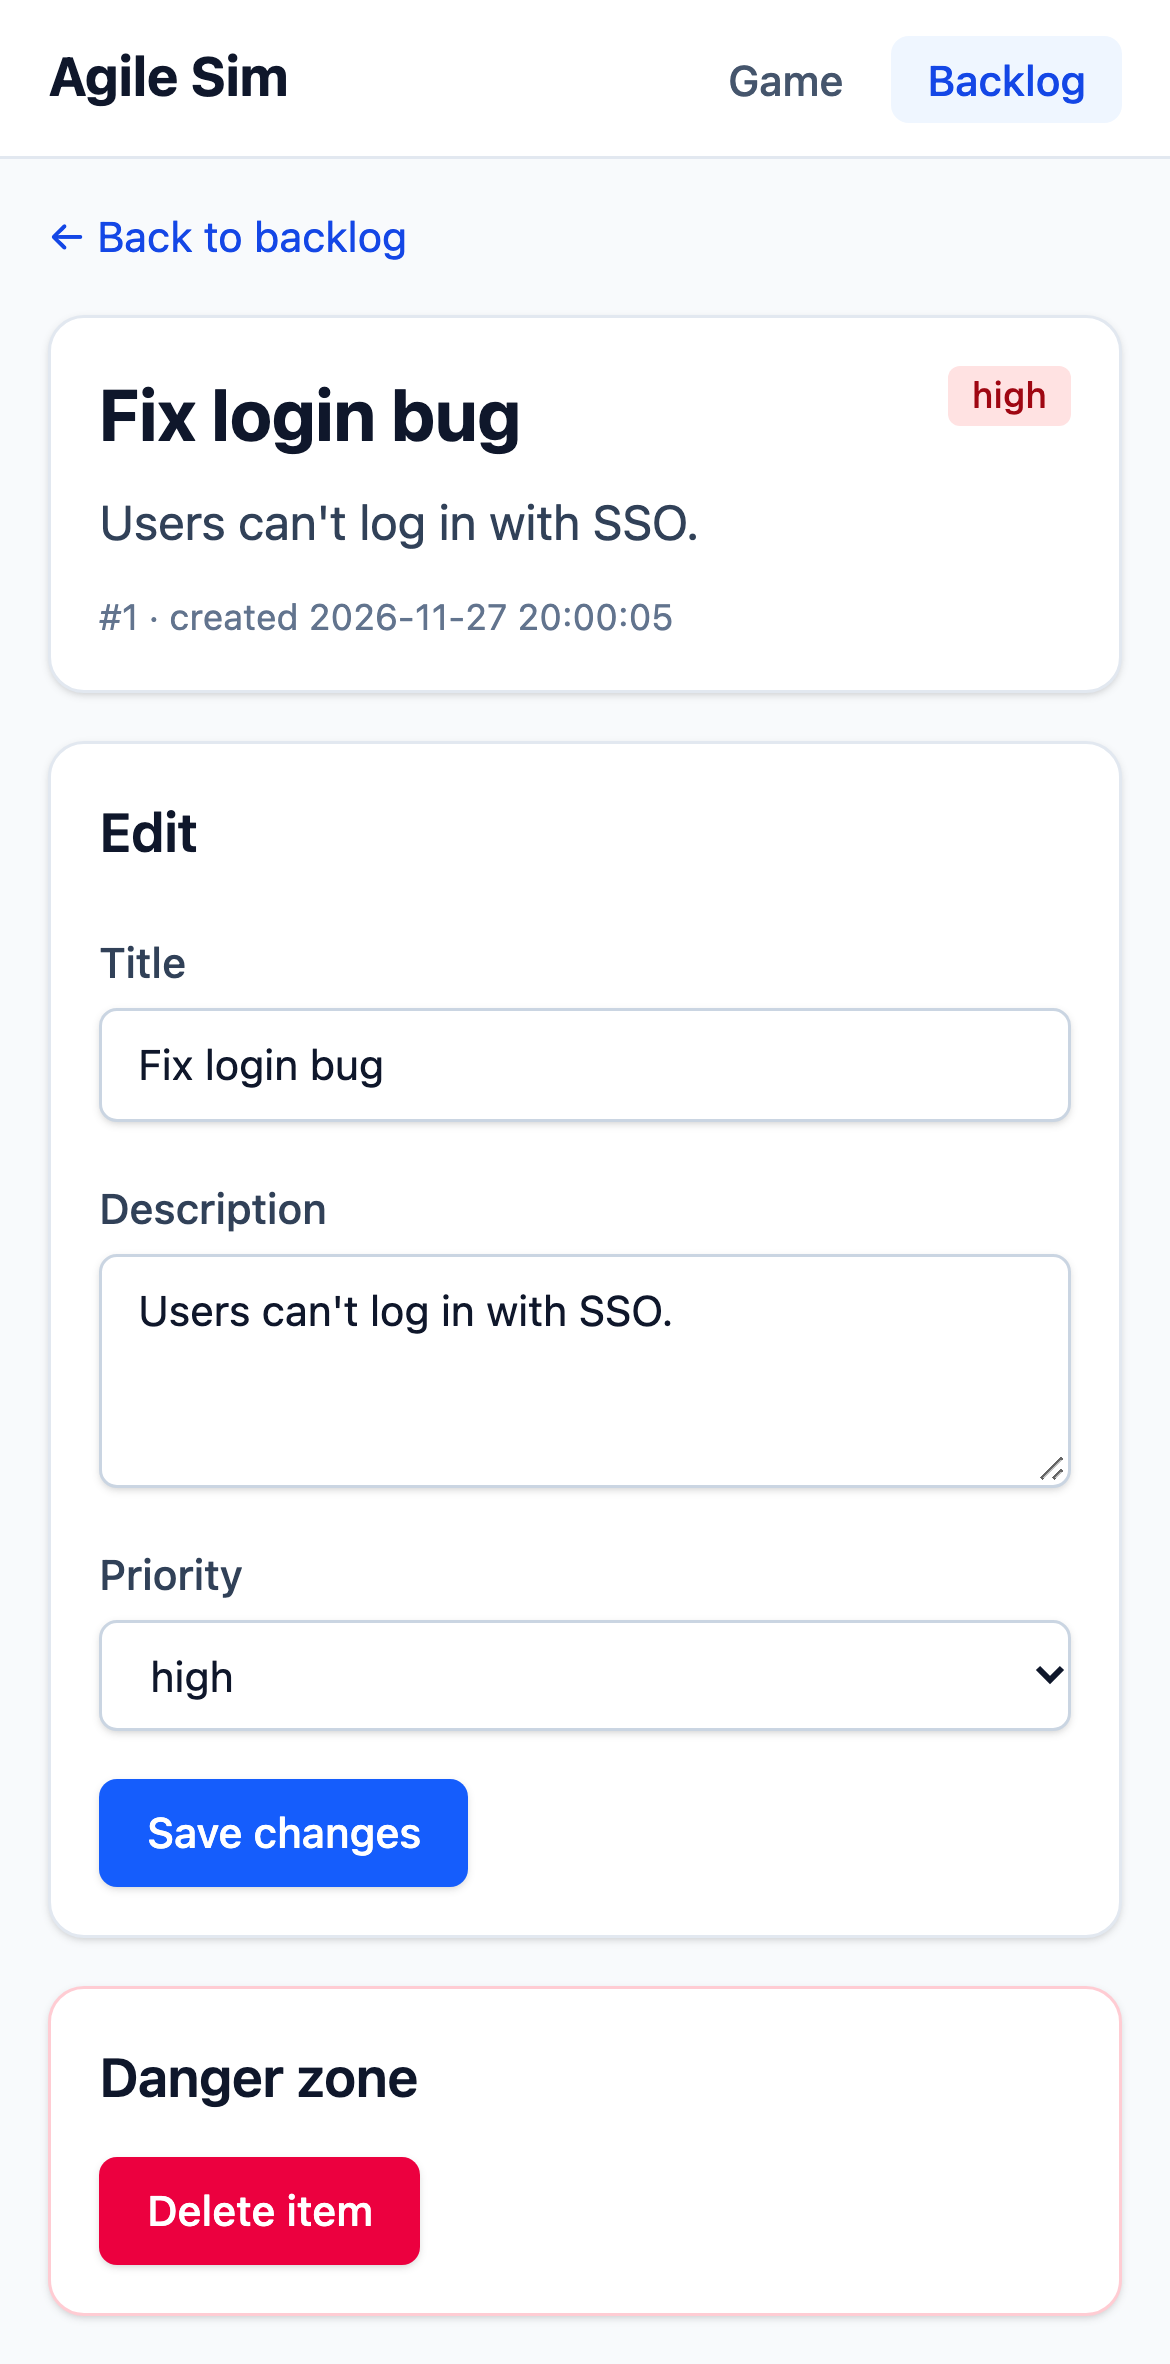 Agile Sim
Game
Backlog
← Back to backlog
Fix login bug
high
Users can't log in with SSO.
#1 · created 2026-11-27 20:00:05
Edit
Title
Fix login bug
Description
Users can't log in with SSO.
Priority
high
Save changes
Danger zone
Delete item